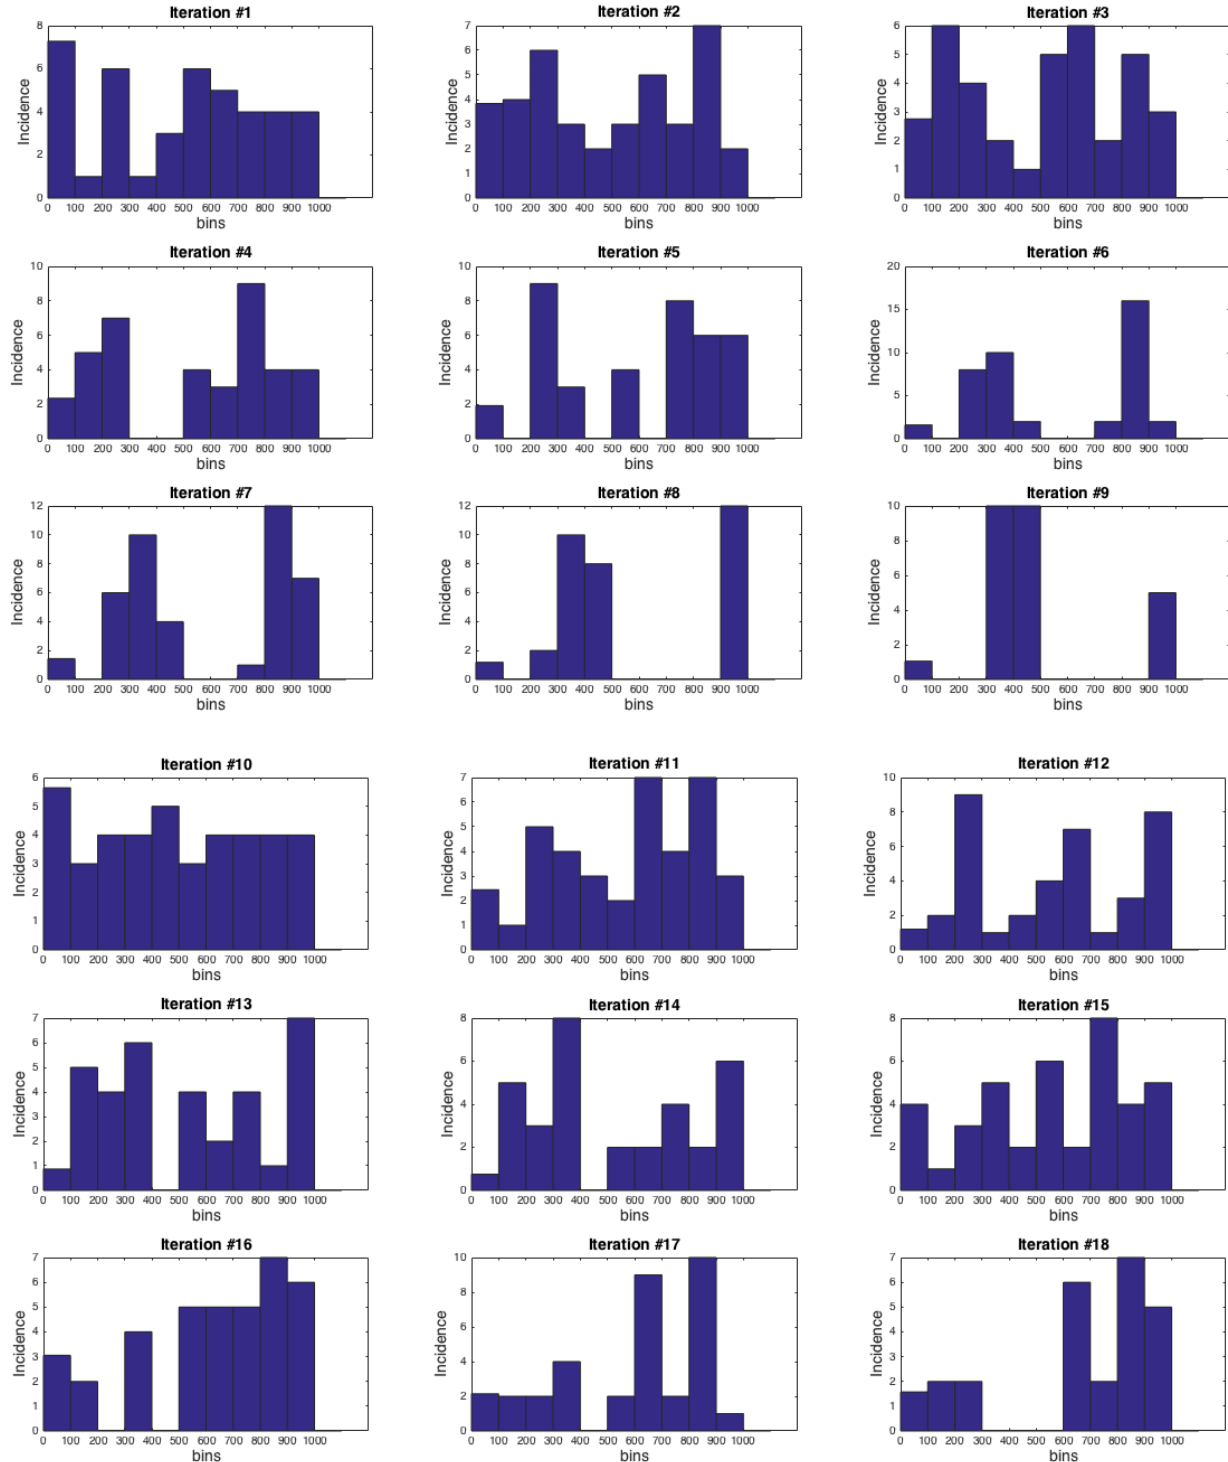 Iteration #1 Iteration #2 Iteration #3
Incidence Incidence Incidence
8 7 6
6 6 5
4 5 4
2 4 3
0 3 2
2 1
1 0
0
0 100 200 300 400 500 600 700 800 900 1000 0 100 200 300 400 500 600 700 800 900 1000 0 100 200 300 400 500 600 700 800 900 1000
bins bins bins
Iteration #4 Iteration #5 Iteration #6
Incidence Incidence Incidence
10 10 20
8 8 15
6 6 10
4 4 5
2 2 0
0 0
0 100 200 300 400 500 600 700 800 900 1000 0 100 200 300 400 500 600 700 800 900 1000 0 100 200 300 400 500 600 700 800 900 1000
bins bins bins
Iteration #7 Iteration #8 Iteration #9
Incidence Incidence Incidence
12 12 10
10 10 8
8 8 6
6 6 4
4 4 2
2 2 0
0 0
0 100 200 300 400 500 600 700 800 900 1000 0 100 200 300 400 500 600 700 800 900 1000 0 100 200 300 400 500 600 700 800 900 1000
bins bins bins
Iteration #10 Iteration #11 Iteration #12
Incidence Incidence Incidence
6 7 10
5 6 8
4 5 6
3 4 4
2 3 2
1 2 0
0 1
0
0 100 200 300 400 500 600 700 800 900 1000 0 100 200 300 400 500 600 700 800 900 1000 0 100 200 300 400 500 600 700 800 900 1000
bins bins bins
Iteration #13 Iteration #14 Iteration #15
Incidence Incidence Incidence
7 8 8
6 6 6
5 4 4
4 2 2
3 0 0
2
1
0
0 100 200 300 400 500 600 700 800 900 1000 0 100 200 300 400 500 600 700 800 900 1000 0 100 200 300 400 500 600 700 800 900 1000
bins bins bins
Iteration #16 Iteration #17 Iteration #18
Incidence Incidence Incidence
7 10 7
6 8 6
5 6 5
4 4 4
3 2 3
2 0 2
1 1
0 0
0 100 200 300 400 500 600 700 800 900 1000 0 100 200 300 400 500 600 700 800 900 1000 0 100 200 300 400 500 600 700 800 900 1000
bins bins bins